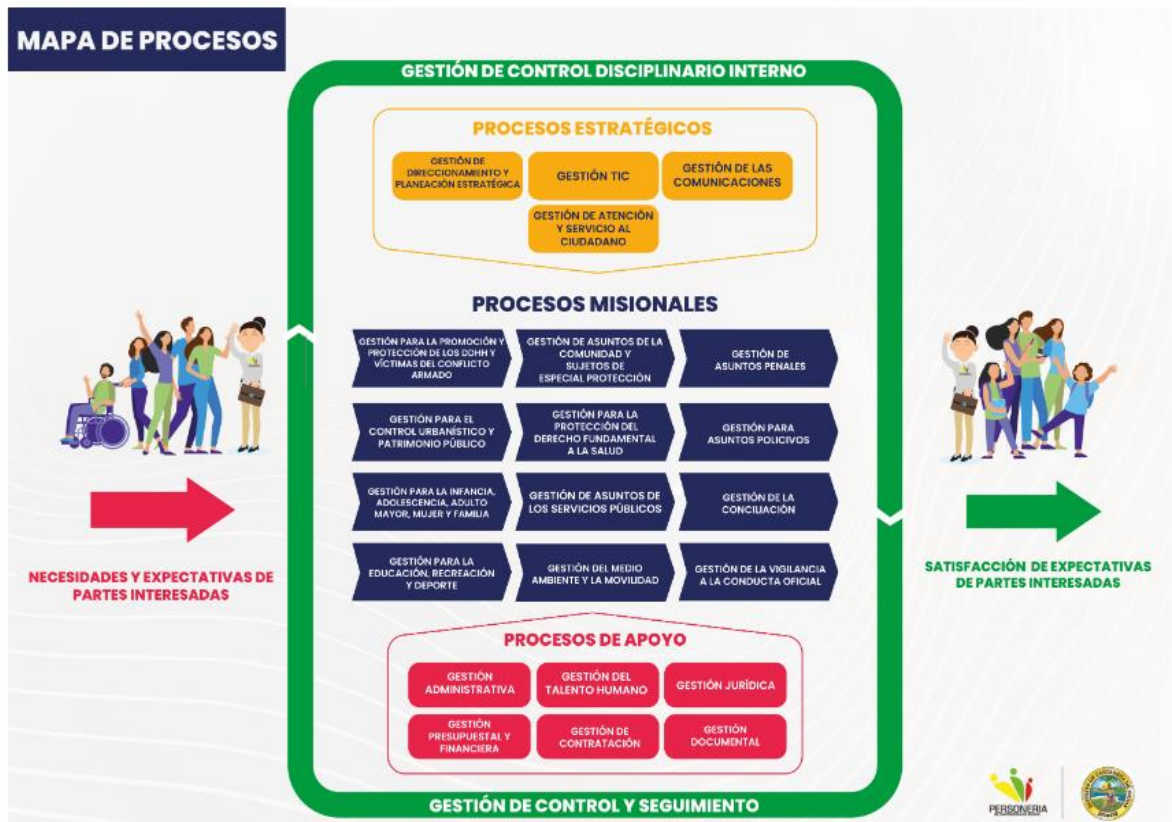 MAPA DE PROCESOS
GESTIÓN DE CONTROL DISCIPLINARIO INTERNO
PROCESOS ESTRATÉGICOS
GESTIÓN DE
DIRECCIONAMIENTO Y
PLANEACIÓN ESTRATÉGICA
GESTIÓN TIC
GESTIÓN DE LAS
COMUNICACIONES
GESTIÓN DE ATENCIÓN
Y SERVICIO AL
CIUDADANO
PROCESOS MISIONALES
GESTIÓN PARA LA PROMOCIÓN Y
PROTECCIÓN DE LOS DDHH Y
VÍCTIMAS DEL CONFLICTO
ARMADO
GESTIÓN DE ASUNTOS DE LA
COMUNIDAD Y
SUJETOS DE
ESPECIAL PROTECCIÓN
GESTIÓN DE
ASUNTOS PENALES
GESTIÓN PARA EL
CONTROL URBANÍSTICO Y
PATRIMONIO PÚBLICO
GESTIÓN PARA LA
PROTECCIÓN DEL
DERECHO FUNDAMENTAL
A LA SALUD
GESTIÓN PARA
ASUNTOS POLICIVOS
GESTIÓN PARA LA INFANCIA,
ADOLESCENCIA, ADULTO
MAYOR, MUJER Y FAMILIA
GESTIÓN DE ASUNTOS DE
LOS SERVICIOS PÚBLICOS
GESTIÓN DE LA
CONCILIACIÓN
GESTIÓN PARA LA
EDUCACIÓN, RECREACIÓN
Y DEPORTE
GESTIÓN DEL MEDIO
AMBIENTE Y LA MOVILIDAD
GESTIÓN DE LA VIGILANCIA
A LA CONDUCTA OFICIAL
NECESIDADES Y EXPECTATIVAS DE
PARTES INTERESADAS
SATISFACCIÓN DE EXPECTATIVAS
DE PARTES INTERESADAS
PROCESOS DE APOYO
GESTIÓN
ADMINISTRATIVA
GESTIÓN DEL
TALENTO HUMANO
GESTIÓN JURÍDICA
GESTIÓN
PRESUPUESTAL Y
FINANCIERA
GESTIÓN DE
CONTRATACIÓN
GESTIÓN
DOCUMENTAL
GESTIÓN DE CONTROL Y SEGUIMIENTO
PERSONERIA